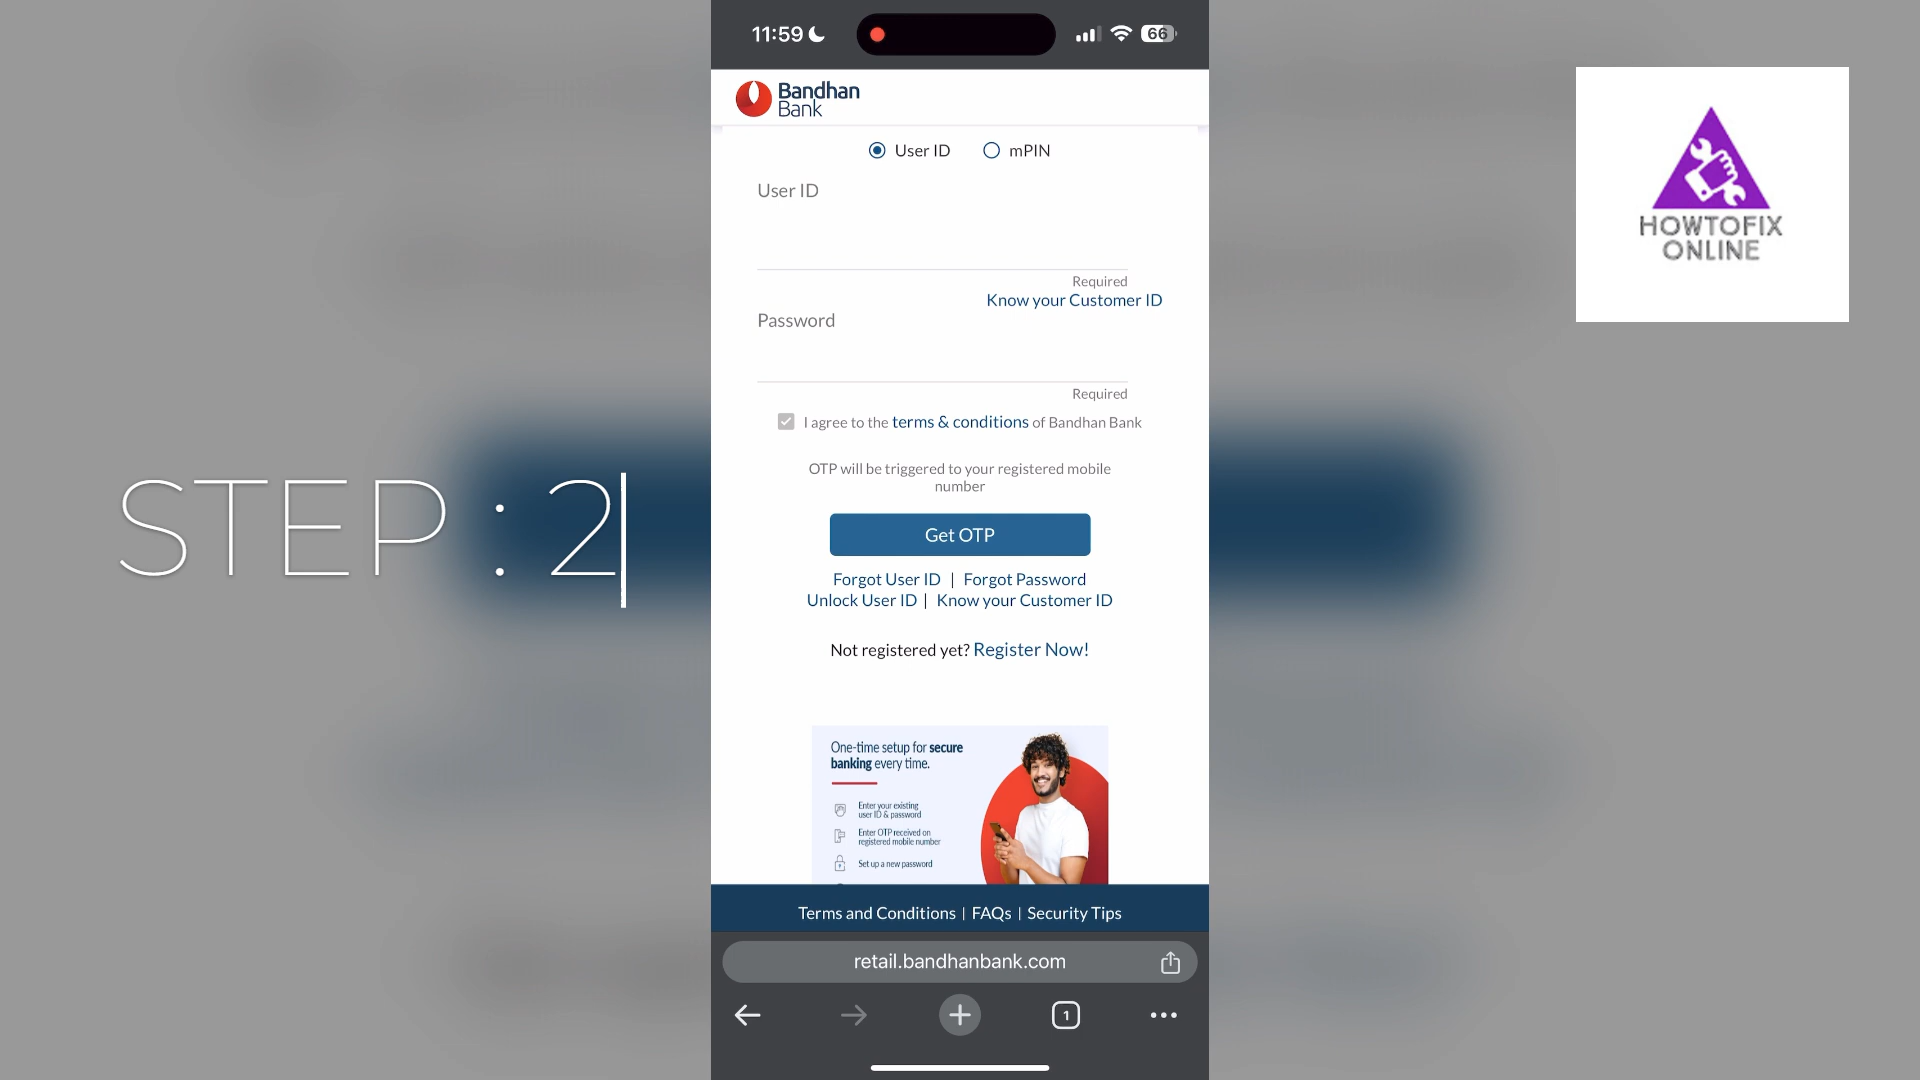 11:59
66
Bandhan
Bank
User ID mPIN
User ID
Required
Know your Customer ID
Password
Required
I agree to the terms & conditions of Bandhan Bank
OTP will be triggered to your registered mobile
number
Get OTP
Forgot User ID | Forgot Password
Unlock User ID | Know your Customer ID
Not registered yet? Register Now!
One-time setup for secure
banking every time.
Enter your existing
user ID & password
Enter OTP received on
registered mobile number
Set up a new password
Terms and Conditions | FAQs | Security Tips
retail.bandhanbank.com
1
STEP : 2
HOWTOFIX
ONLINE